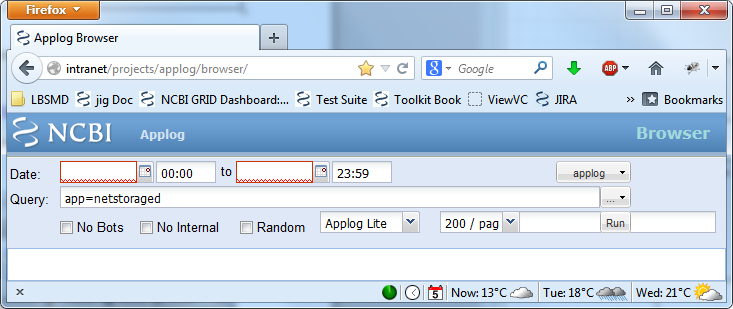 Firefox
Applog Browser
intranet/projects/applog/browser/
Google
ABP
LBSMD
jig Doc
NCBI GRID Dashboard:...
Test Suite
Toolkit Book
ViewVC
JIRA
»
Bookmarks
NCBI Applog Browser
Date: 00:00 to 23:59 applog
Query: app=netstoraged ...
No Bots No Internal Random Applog Lite 200 / pag Run
× 5 Now: 13°C Tue: 18°C Wed: 21°C